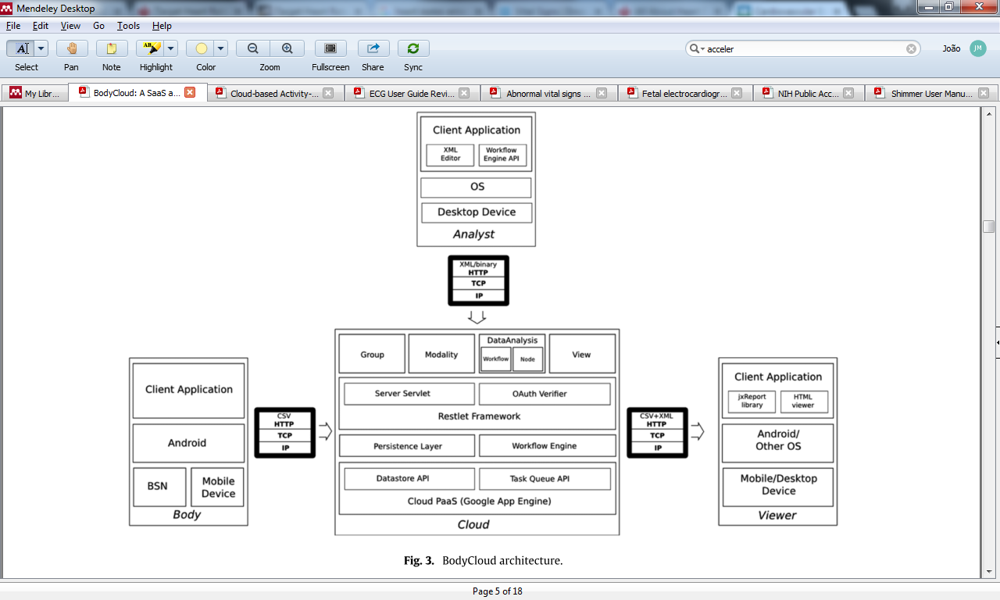 Mendeley Desktop
File Edit View Go Tools Help
A
AB
acceler
João
JM
Select Pan Note Highlight Color Zoom Fullscreen Share Sync
My Libr...
BodyCloud: A SaaS a...
Cloud-based Activity-...
ECG User Guide Revi...
Abnormal vital signs ...
Fetal electrocardiogr...
NIH Public Acc...
Shimmer User Manu...
Client Application
XML
Editor
Workflow
Engine API
OS
Desktop Device
Analyst
XML/binary
HTTP
TCP
IP
Client Application
Android
BSN
Mobile
Device
Body
CSV
HTTP
TCP
IP
Group
Modality
DataAnalysis
Workflow
Node
View
Server Servlet
OAuth Verifier
Restlet Framework
Persistence Layer
Workflow Engine
Datastore API
Task Queue API
Cloud PaaS (Google App Engine)
Cloud
CSV+XML
HTTP
TCP
IP
Client Application
jxReport
library
HTML
viewer
Android/
Other OS
Mobile/Desktop
Device
Viewer
Fig. 3. BodyCloud architecture.
Page 5 of 18